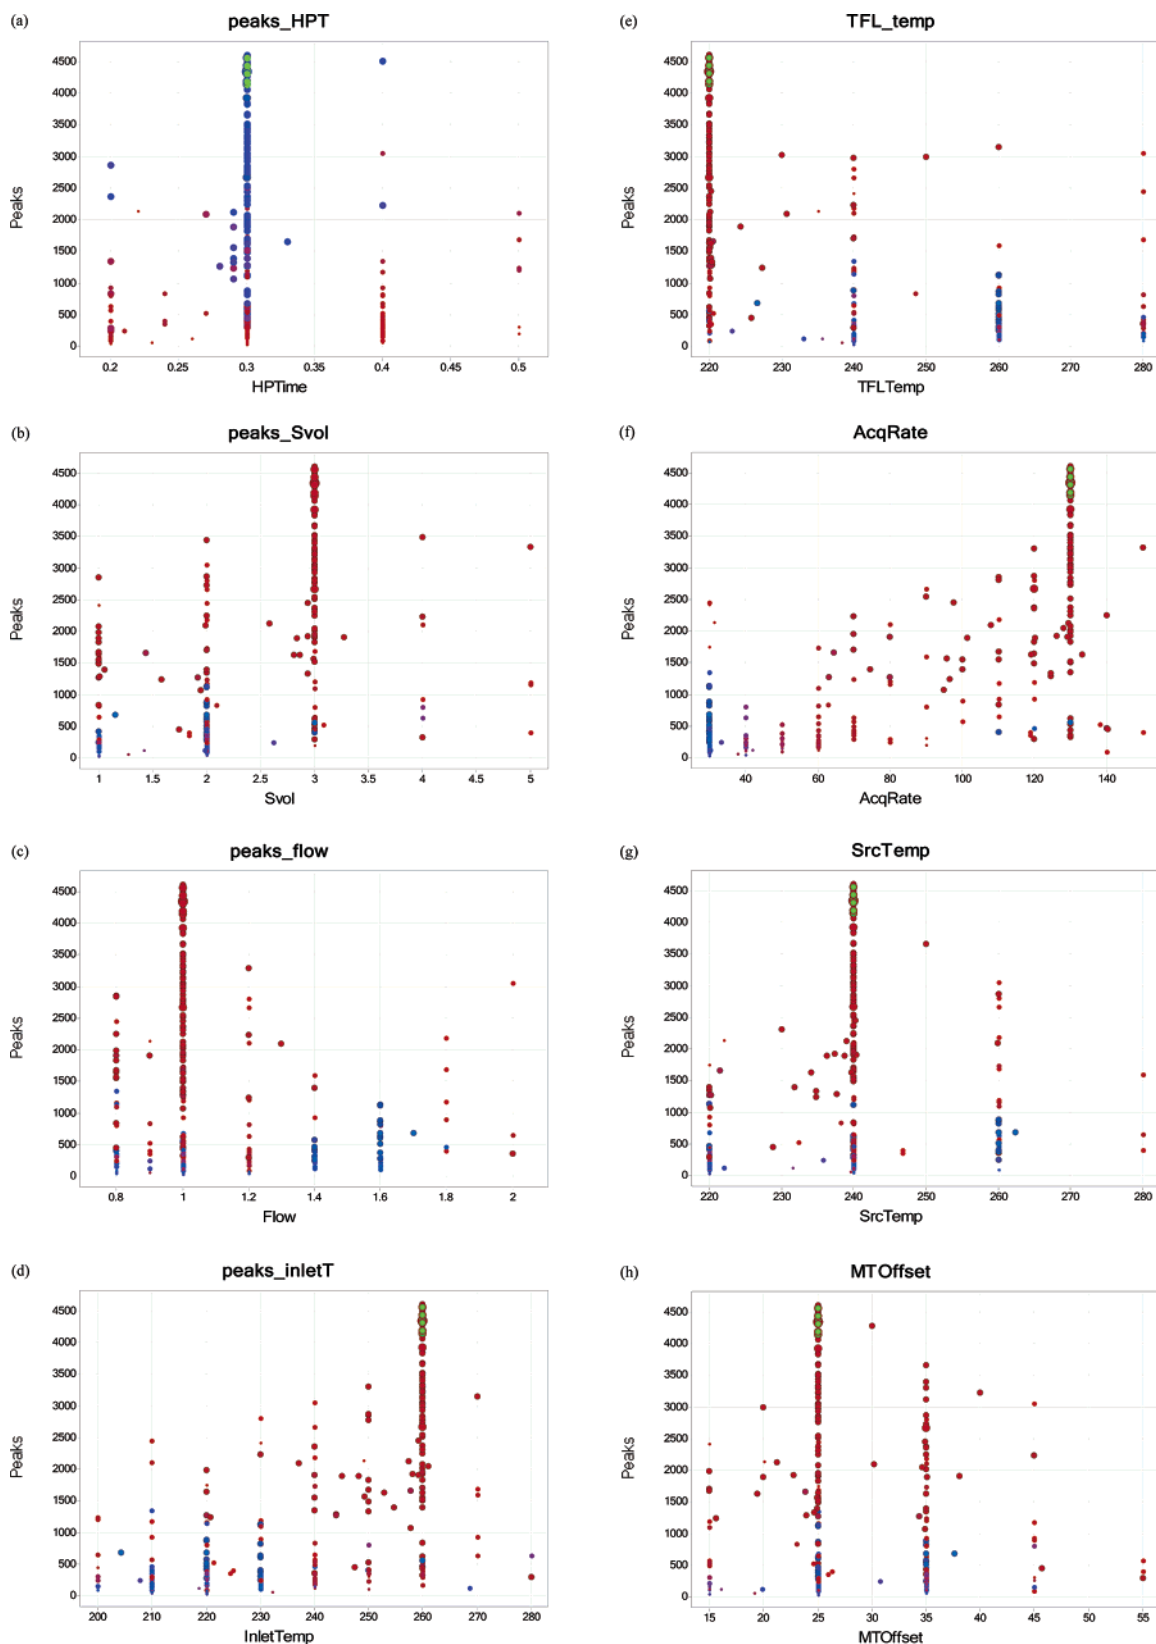 (a)
peaks_HPT
4500
4000
3500
3000
2500
2000
1500
1000
500
0
Peaks
0.2 0.25 0.3 0.35 0.4 0.45 0.5
HPTime
(b)
peaks_Svol
4500
4000
3500
3000
2500
2000
1500
1000
500
0
Peaks
1 1.5 2 2.5 3 3.5 4 4.5 5
Svol
(c)
peaks_flow
4500
4000
3500
3000
2500
2000
1500
1000
500
0
Peaks
0.8 1 1.2 1.4 1.6 1.8 2
Flow
(d)
peaks_inletT
4500
4000
3500
3000
2500
2000
1500
1000
500
0
Peaks
200 210 220 230 240 250 260 270 280
InletTemp
(e)
TFL_temp
4500
4000
3500
3000
2500
2000
1500
1000
500
0
Peaks
220 230 240 250 260 270 280
TFLTemp
(f)
AcqRate
4500
4000
3500
3000
2500
2000
1500
1000
500
0
Peaks
40 60 80 100 120 140
AcqRate
(g)
SrcTemp
4500
4000
3500
3000
2500
2000
1500
1000
500
0
Peaks
220 230 240 250 260 270 280
SrcTemp
(h)
MTOffset
4500
4000
3500
3000
2500
2000
1500
1000
500
0
Peaks
15 20 25 30 35 40 45 50 55
MTOffset